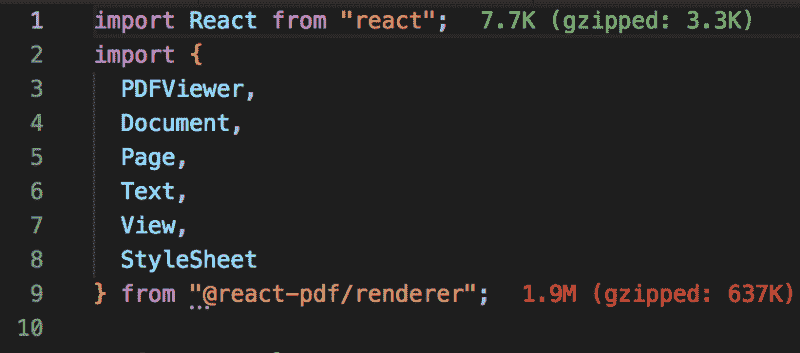 1 import React from "react"; 7.7K (gzipped: 3.3K)
2 import {
3 PDFViewer,
4 Document,
5 Page,
6 Text,
7 View,
8 StyleSheet
9 } from "@react-pdf/renderer"; 1.9M (gzipped: 637K)
10